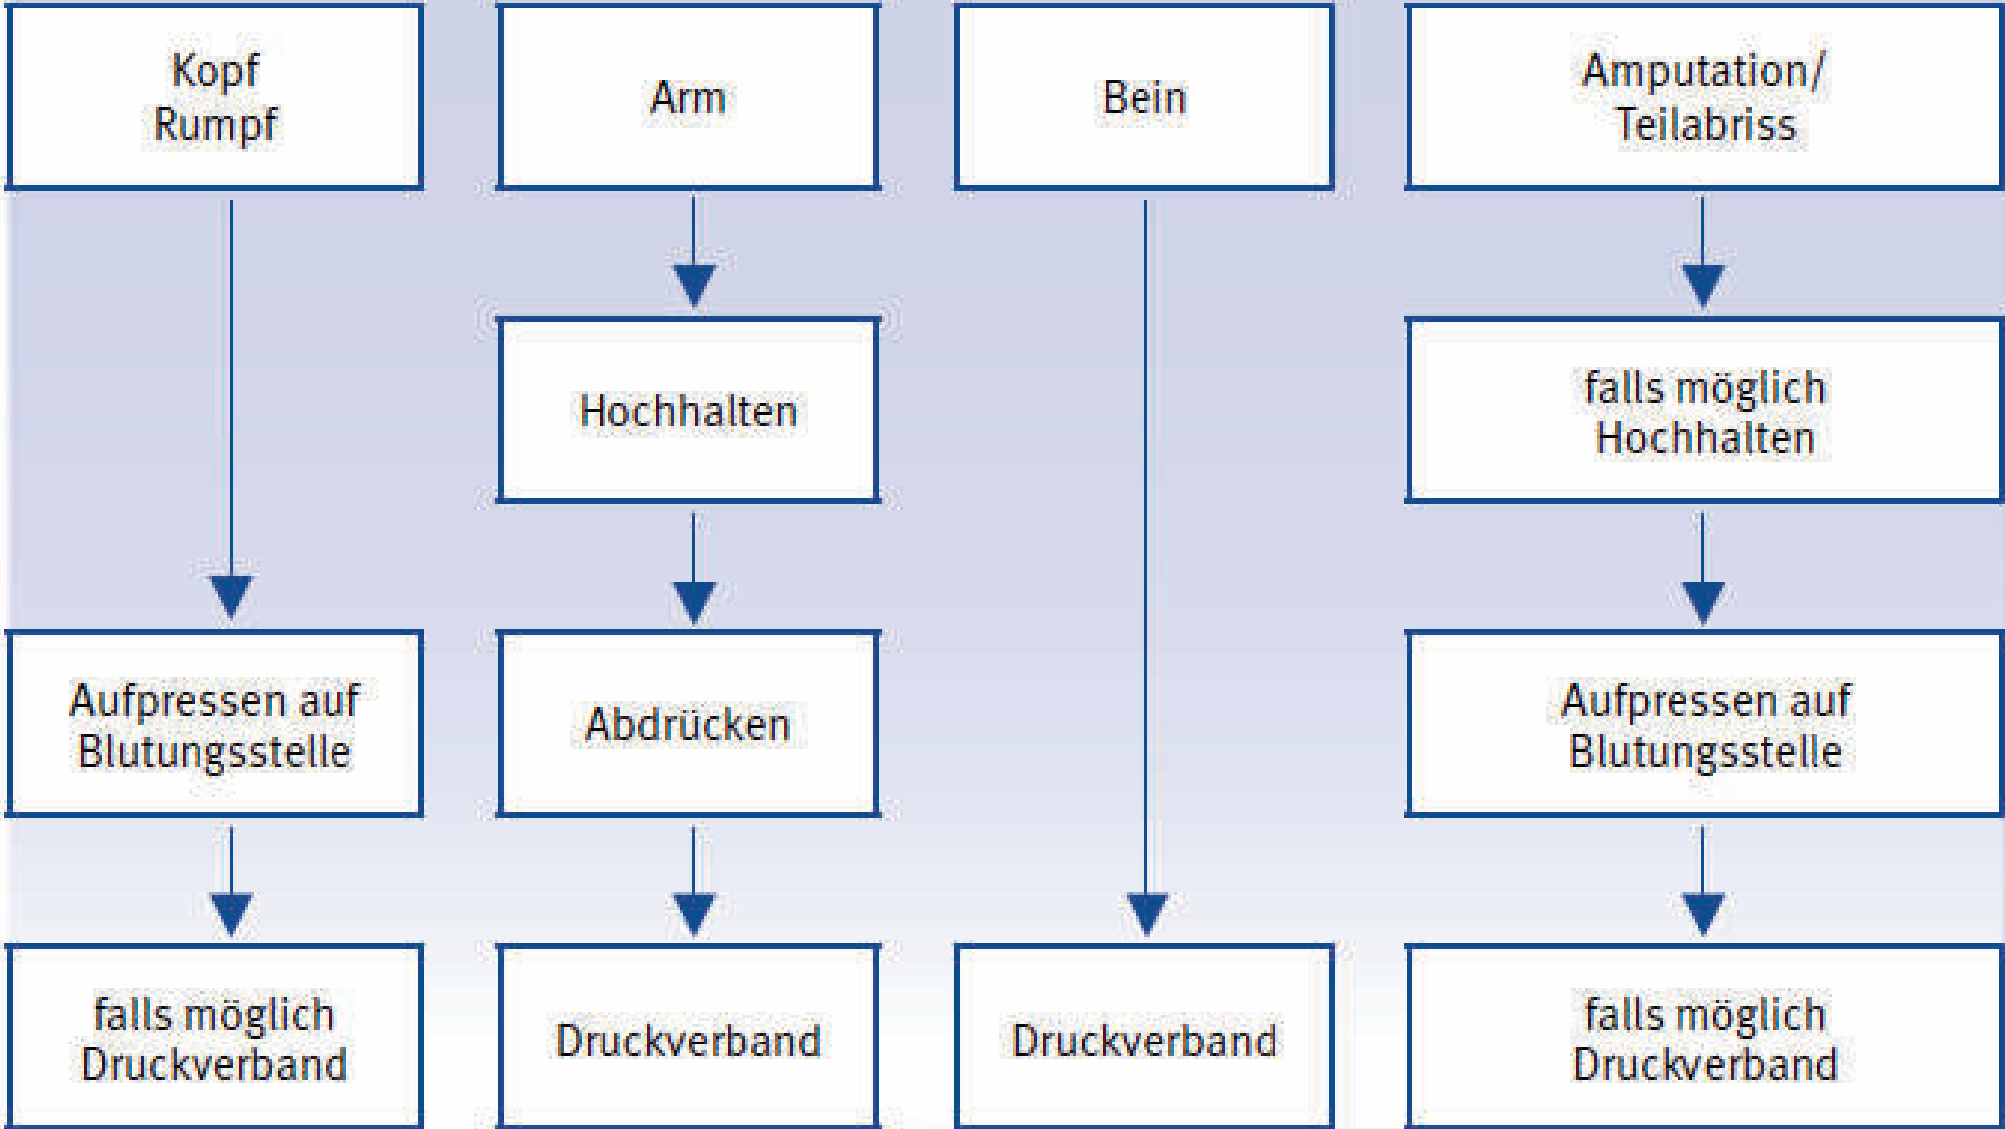 Kopf
Rumpf
Arm
Bein
Amputation/
Teilabriss
Hochhalten
falls möglich
Hochhalten
Aufpressen auf
Blutungsstelle
Abdrücken
Aufpressen auf
Blutungsstelle
falls möglich
Druckverband
Druckverband
Druckverband
falls möglich
Druckverband